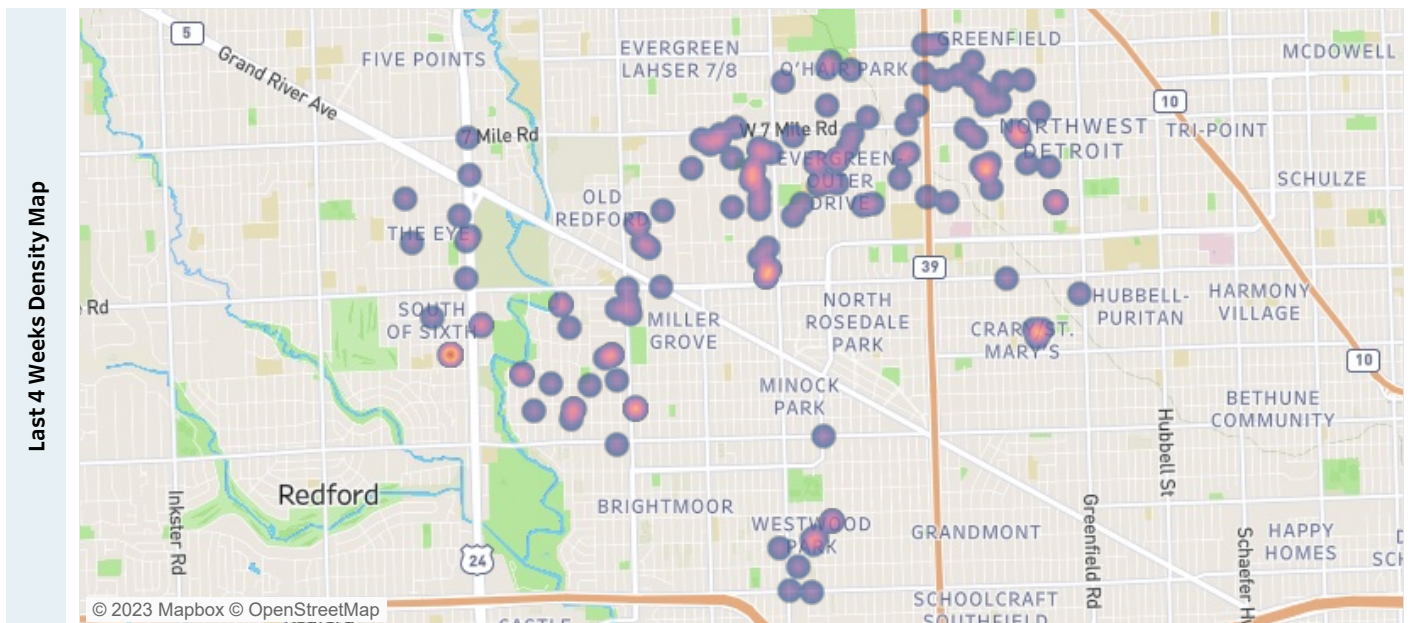 Last 4 Weeks Density Map
5
Grand River Ave
FIVE POINTS
EVERGREEN
LAHSER 7/8
O'HAIR PARK
GREENFIELD
MCDOWELL
10
7 Mile Rd
W 7 Mile Rd
NORTHWEST
DETROIT
TRI-POINT
EVERGREEN-
OUTER
DRIVE
SCHULZE
OLD
REDFORD
THE EYE
39
Rd
SOUTH
OF SIXTH
MILLER
GROVE
NORTH
ROSEDALE
PARK
CRARY/ST.
MARY'S
HUBBELL-
PURITAN
HARMONY
VILLAGE
10
MINOCK
PARK
BETHUNE
COMMUNITY
Hubbell St
Redford
Inkster Rd
BRIGHTMOOR
WESTWOOD
PARK
GRANDMONT
Greenfield Rd
Schaefer H
HAPPY
HOMES
24
SCHOOLCRAFT
SOUTHFIELD
CASTLE
© 2023 Mapbox © OpenStreetMap